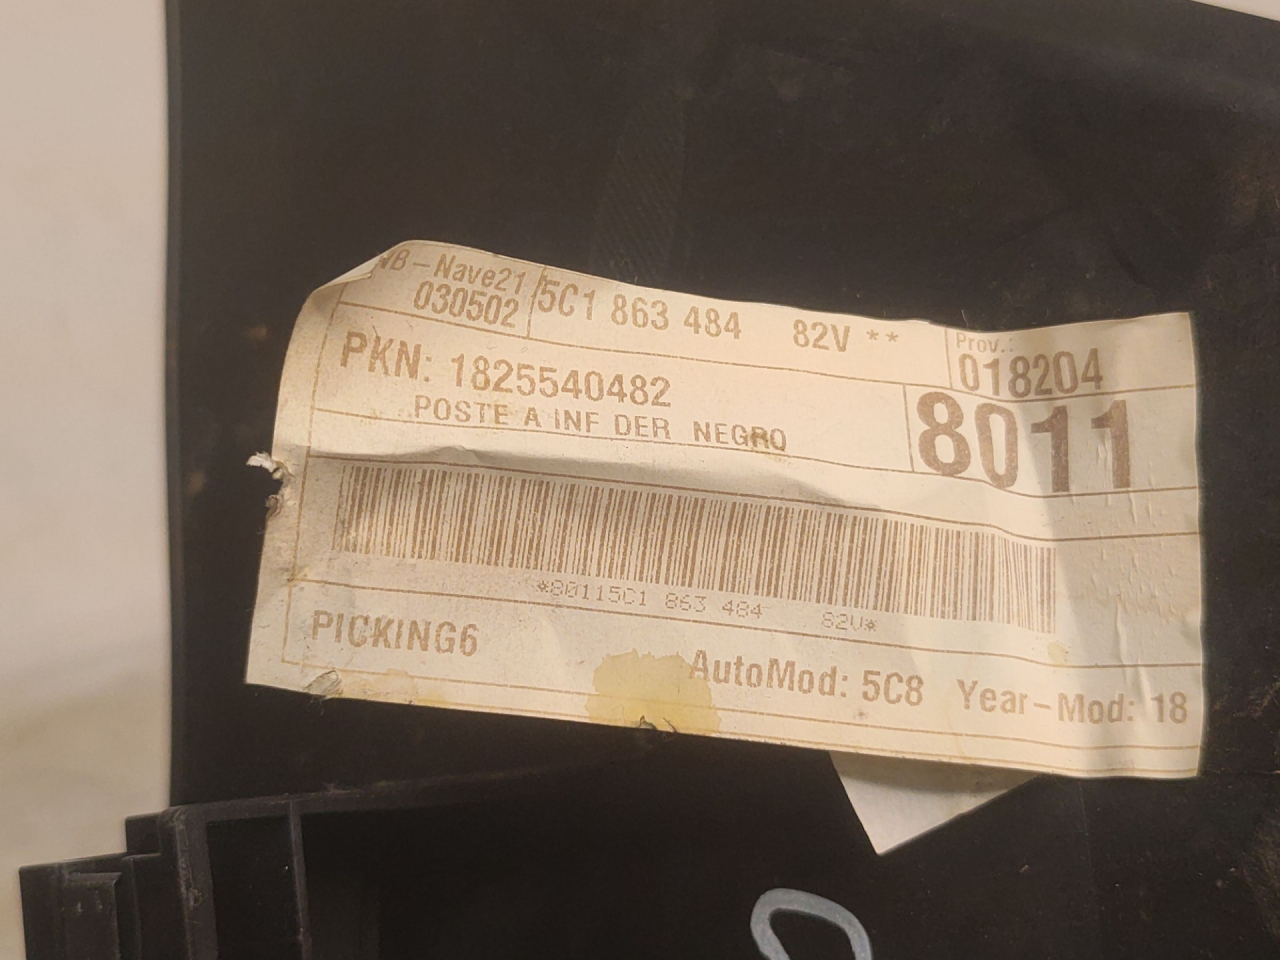 NB-Nave21
030502
5C1 863 484 82V **
Prov.:
018204
PKN: 1825540482
POSTE A INF DER NEGRO
8011
*80115C1 863 484 82V*
PICKING6
AutoMod: 5C8 Year-Mod: 18